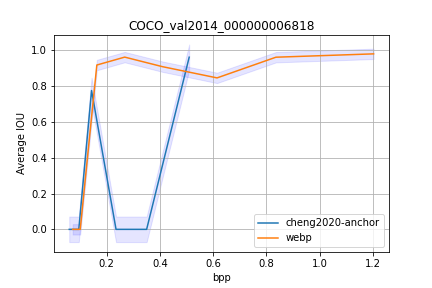 COCO_val2014_000000006818
1.0
0.8
0.6
0.4
0.2
0.0
Average IOU
cheng2020-anchor
webp
0.2 0.4 0.6 0.8 1.0 1.2
bpp